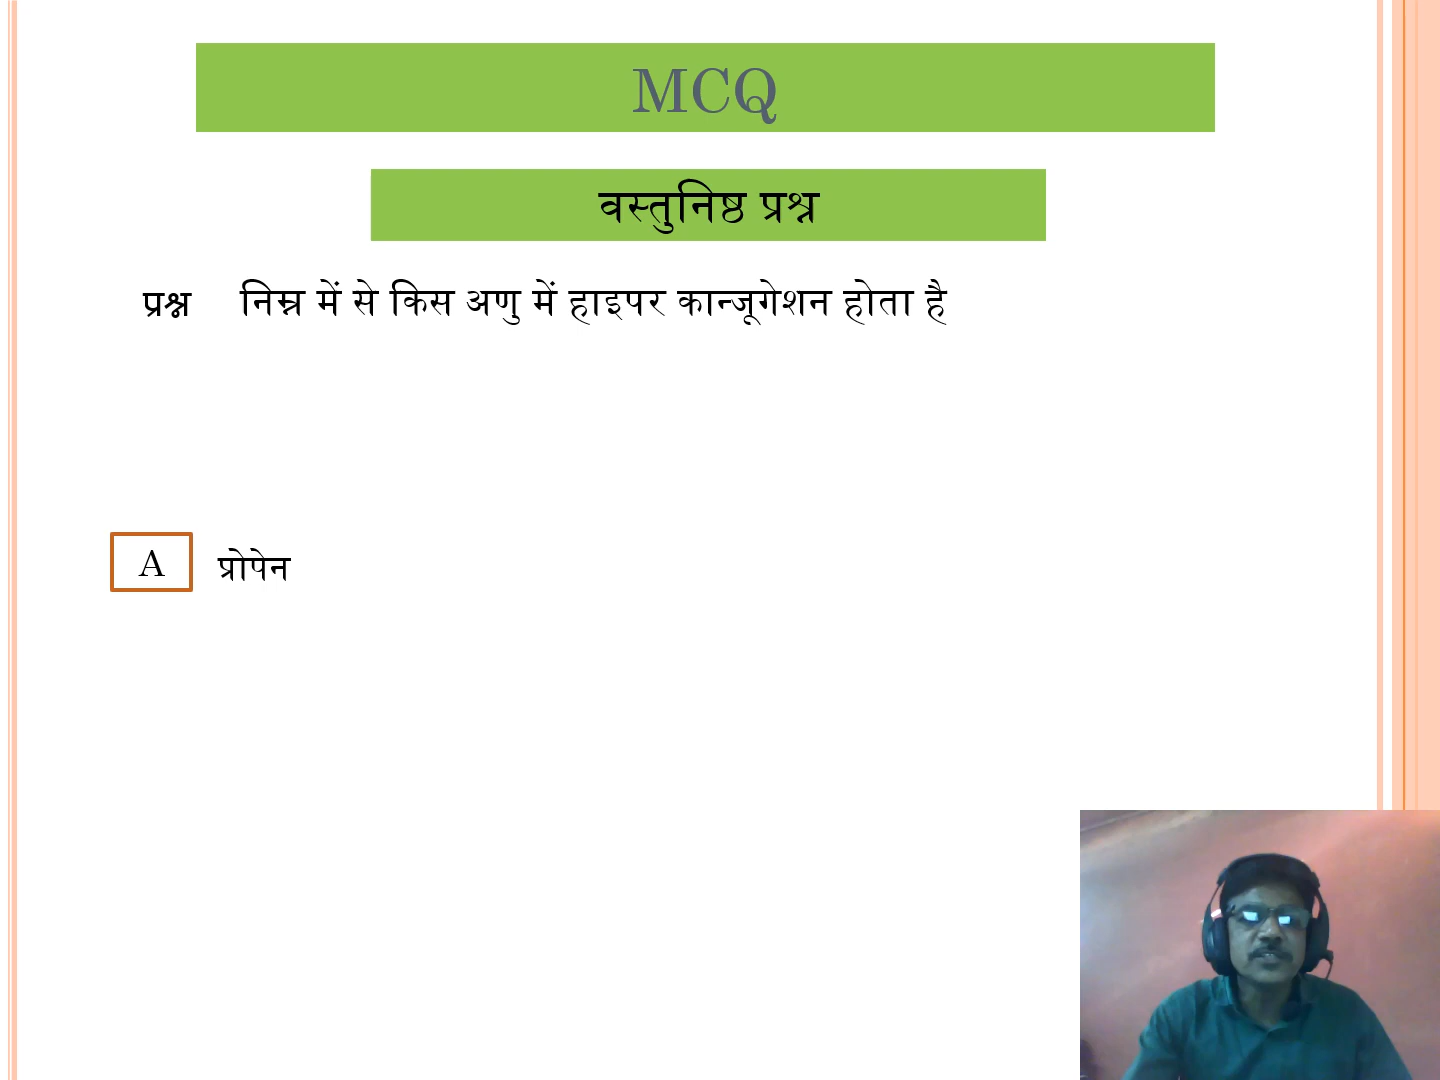 MCQ
वस्तुनिष्ठ प्रश्न
प्रश्न निम्न में से किस अणु में हाइपर कान्जूगेशन होता है
A प्रोपेन